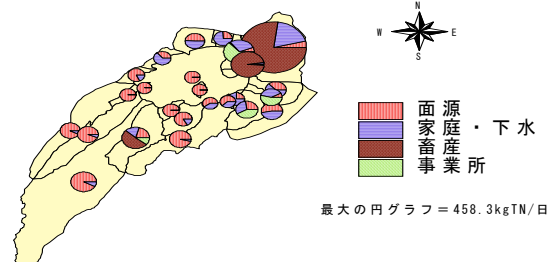 N
W E
S
面源
家庭・下水
畜産
事業所
最大の円グラフ＝458.3kgTN/日